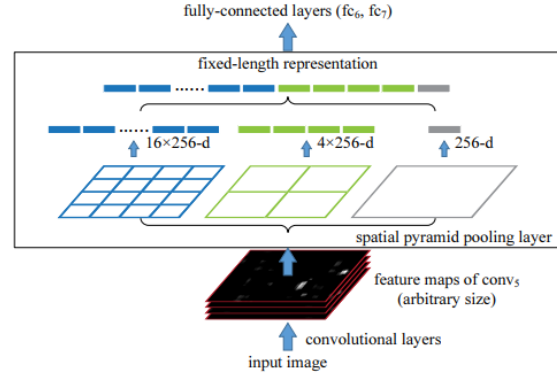 fully-connected layers (fc₆, fc₇)
fixed-length representation
......
......
16×256-d
4×256-d
256-d
spatial pyramid pooling layer
feature maps of conv₅
(arbitrary size)
convolutional layers
input image